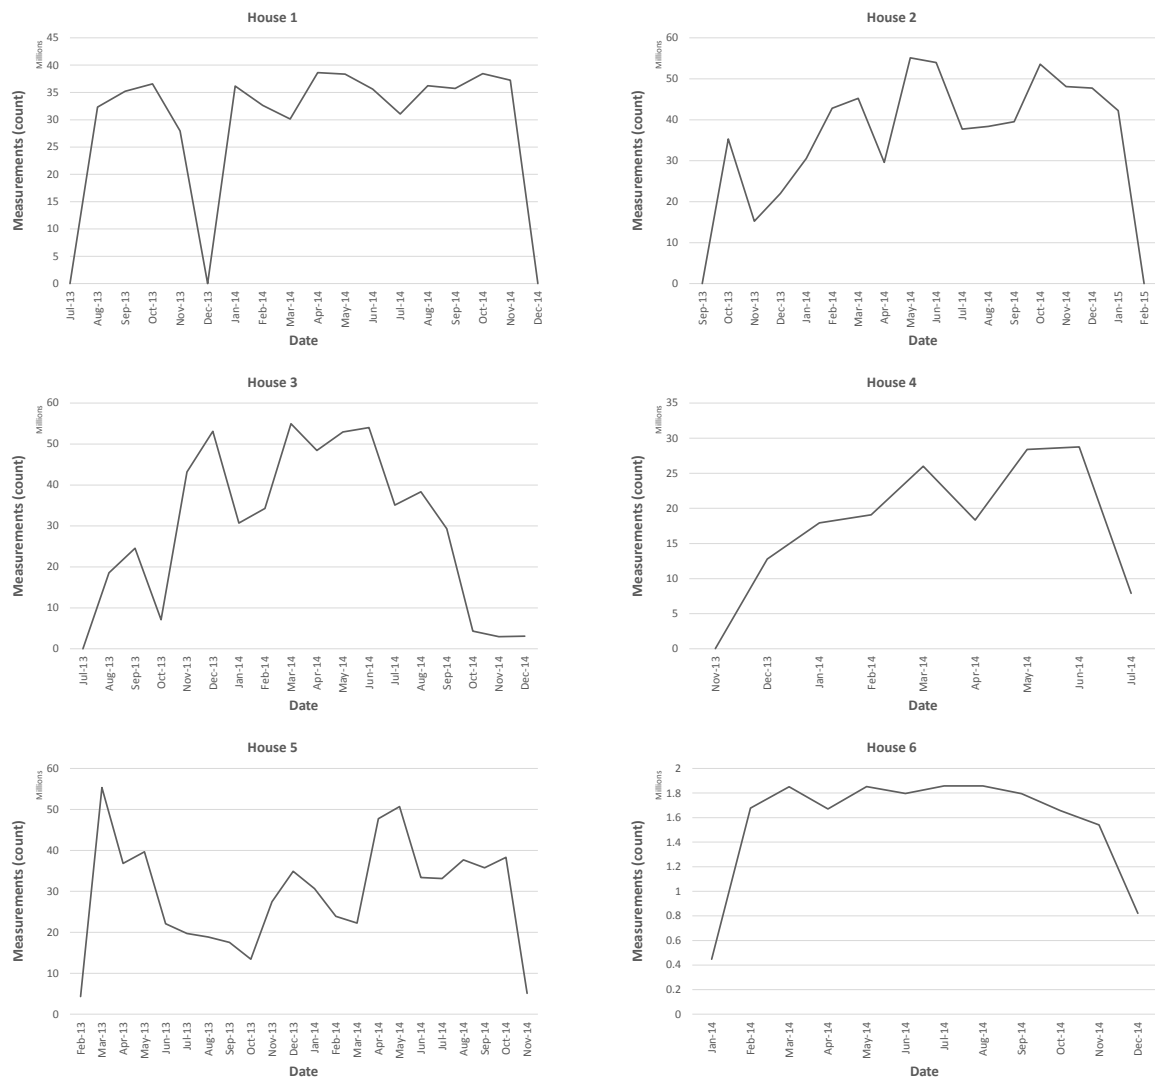 House 1
Millions
Measurements (count)
45
40
35
30
25
20
15
10
5
0
Jul-13
Aug-13
Sep-13
Oct-13
Nov-13
Dec-13
Jan-14
Feb-14
Mar-14
Apr-14
May-14
Jun-14
Jul-14
Aug-14
Sep-14
Oct-14
Nov-14
Dec-14
Date
House 2
Millions
Measurements (count)
60
50
40
30
20
10
0
Sep-13
Oct-13
Nov-13
Dec-13
Jan-14
Feb-14
Mar-14
Apr-14
May-14
Jun-14
Jul-14
Aug-14
Sep-14
Oct-14
Nov-14
Dec-14
Jan-15
Feb-15
Date
House 3
Millions
Measurements (count)
60
50
40
30
20
10
0
Jul-13
Aug-13
Sep-13
Oct-13
Nov-13
Dec-13
Jan-14
Feb-14
Mar-14
Apr-14
May-14
Jun-14
Jul-14
Aug-14
Sep-14
Oct-14
Nov-14
Dec-14
Date
House 4
Millions
Measurements (count)
35
30
25
20
15
10
5
0
Nov-13
Dec-13
Jan-14
Feb-14
Mar-14
Apr-14
May-14
Jun-14
Jul-14
Date
House 5
Millions
Measurements (count)
60
50
40
30
20
10
0
Feb-13
Mar-13
Apr-13
May-13
Jun-13
Jul-13
Aug-13
Sep-13
Oct-13
Nov-13
Dec-13
Jan-14
Feb-14
Mar-14
Apr-14
May-14
Jun-14
Jul-14
Aug-14
Sep-14
Oct-14
Nov-14
Date
House 6
Millions
Measurements (count)
2
1.8
1.6
1.4
1.2
1
0.8
0.6
0.4
0.2
0
Jan-14
Feb-14
Mar-14
Apr-14
May-14
Jun-14
Jul-14
Aug-14
Sep-14
Oct-14
Nov-14
Dec-14
Date